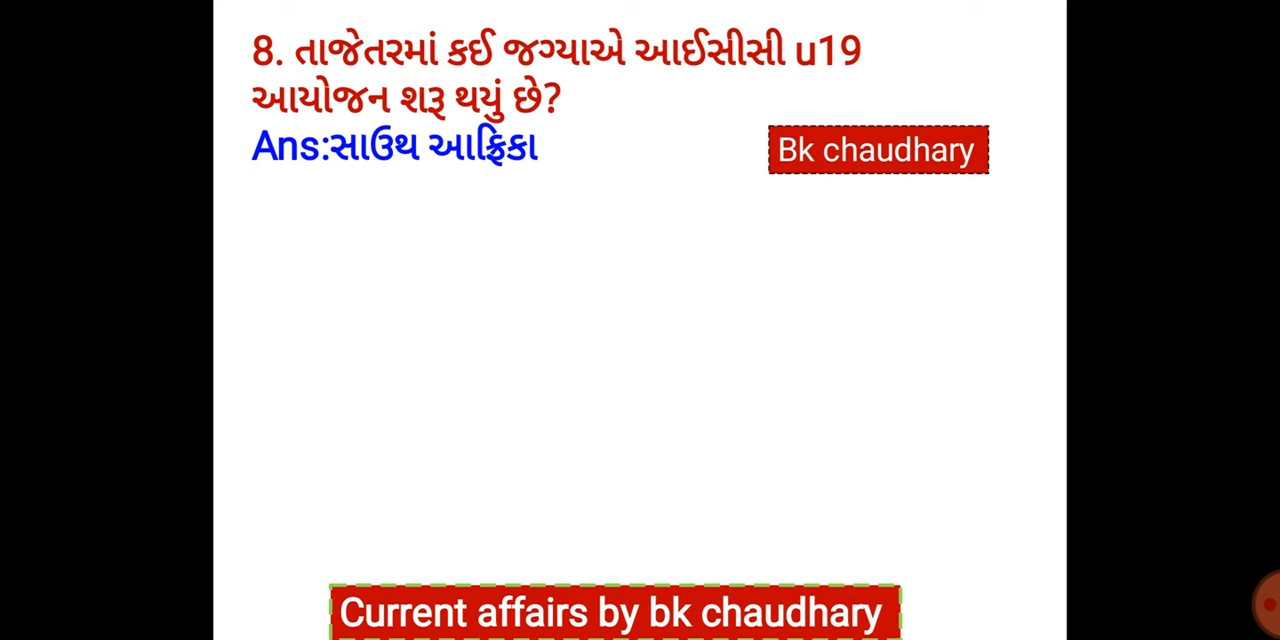 8. તાજેતરમાં કઈ જગ્યાએ આઈસીસી u19
આયોજન શરૂ થયું છે?
Ans:સાઉથ આફ્રિકા
Bk chaudhary
Current affairs by bk chaudhary